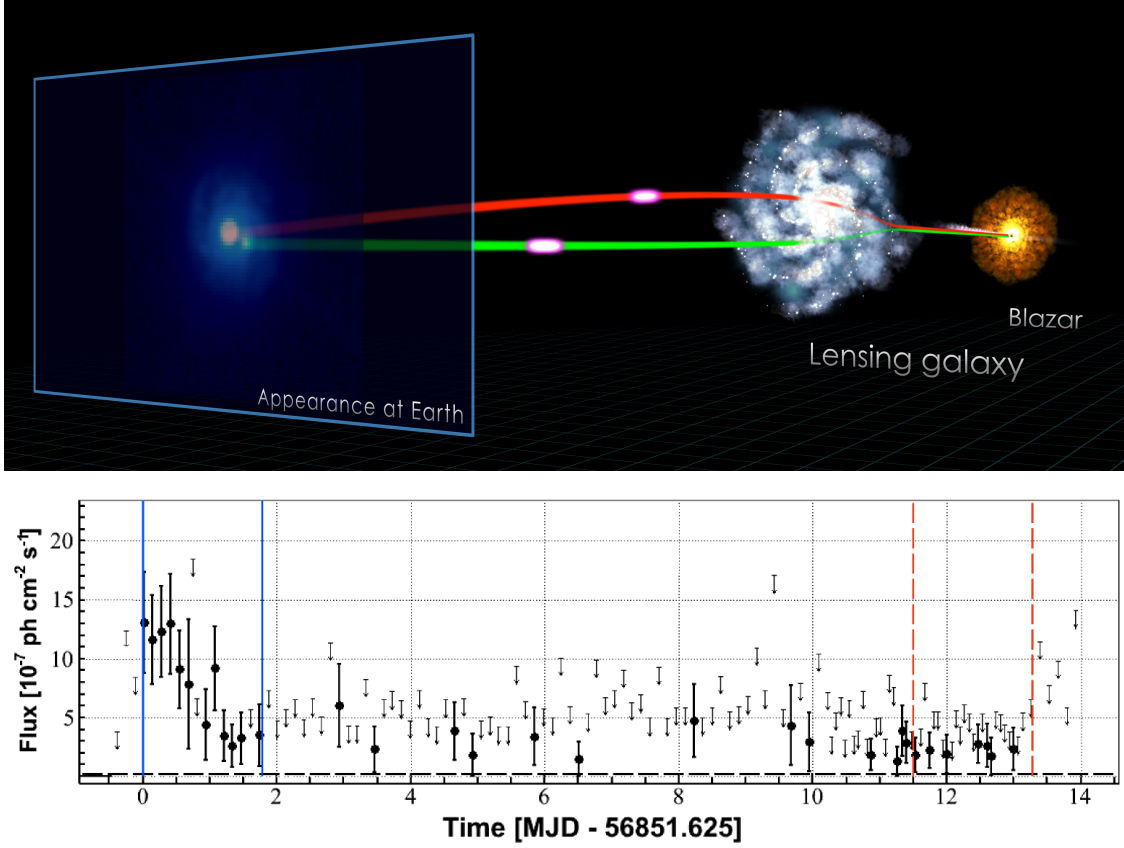 Blazar
Lensing galaxy
Appearance at Earth
Flux [10⁻⁷ ph cm⁻² s⁻¹]
20
15
10
5
0 2 4 6 8 10 12 14
Time [MJD - 56851.625]